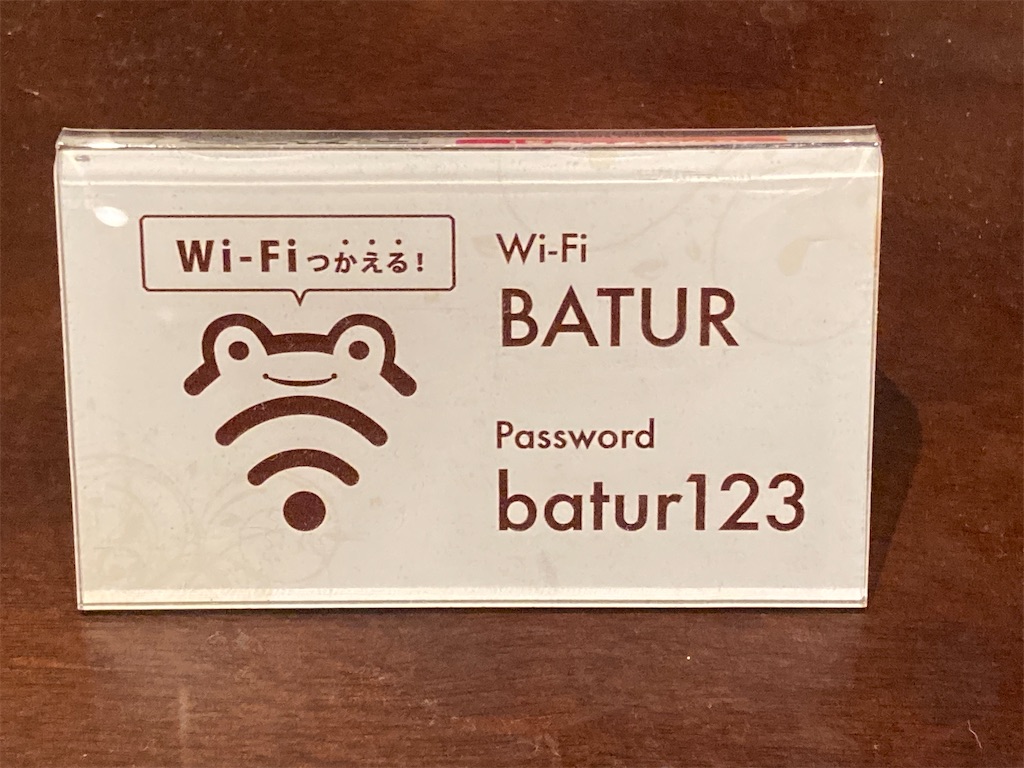 Wi-Fiつかえる!
Wi-Fi
BATUR
Password
batur123